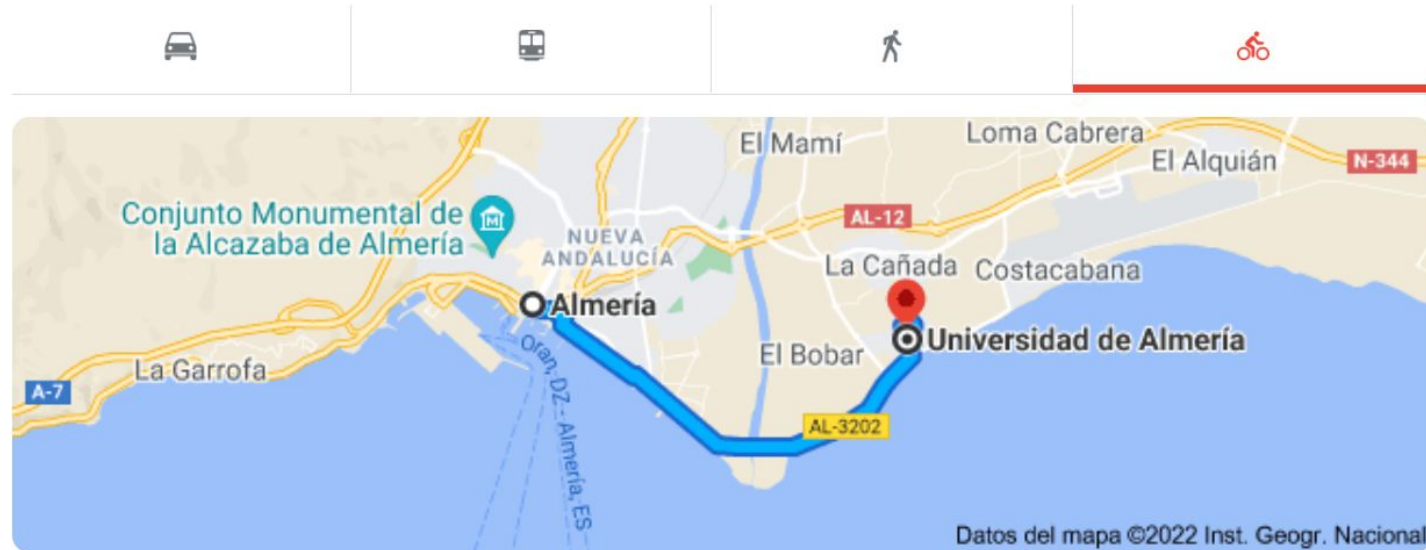 El Mamí
Loma Cabrera
El Alquián
N-344
Conjunto Monumental de
la Alcazaba de Almería
AL-12
NUEVA
ANDALUCÍA
La Cañada
Costacabana
Almería
Universidad de Almería
El Bobar
La Garrofa
A-7
Oran, DZ - Almería, ES
AL-3202
Datos del mapa ©2022 Inst. Geogr. Nacional